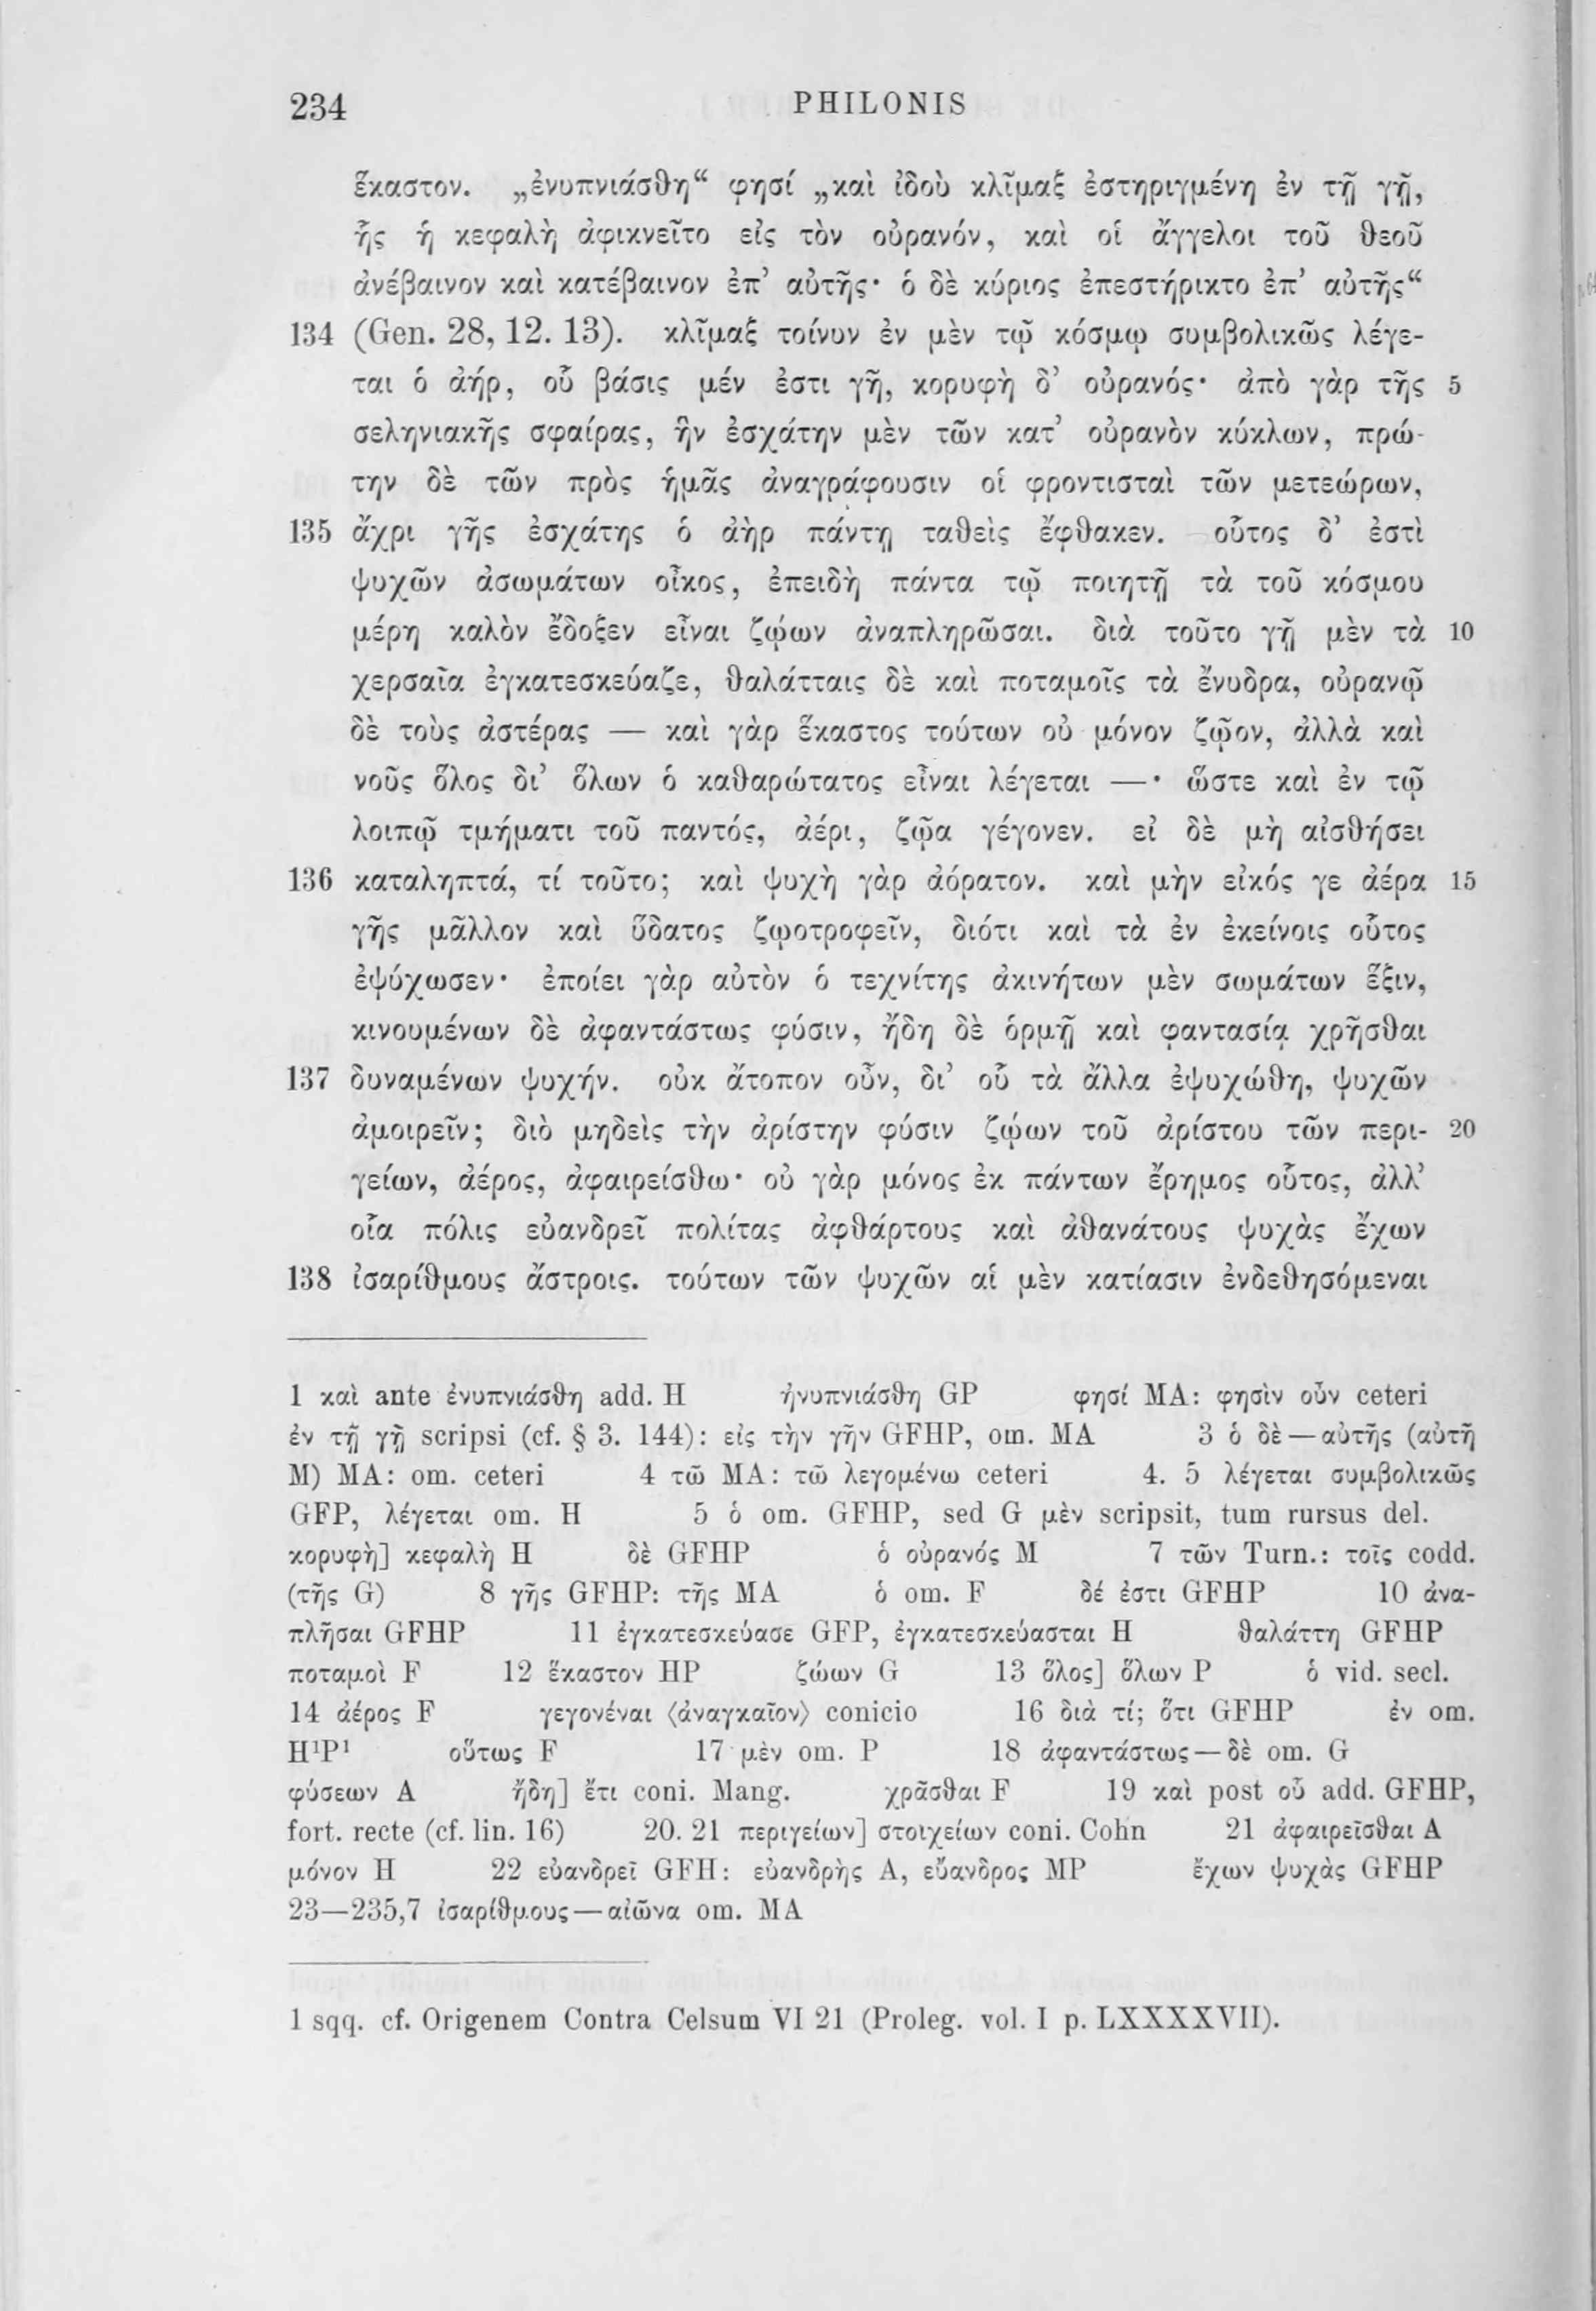 234 PHILONIS
ἕκαστον. „ἐνυπνιάσθη“ φησί „καὶ ἰδοὺ κλῖμαξ ἐστηριγμένη ἐν τῇ γῇ,
ἧς ἡ κεφαλὴ ἀφικνεῖτο εἰς τὸν οὐρανόν, καὶ οἱ ἄγγελοι τοῦ θεοῦ
ἀνέβαινον καὶ κατέβαινον ἐπ’ αὐτῆς· ὁ δὲ κύριος ἐπεστήρικτο ἐπ’ αὐτῆς“
134 (Gen. 28, 12. 13). κλῖμαξ τοίνυν ἐν μὲν τῷ κόσμῳ συμβολικῶς λέγε-
ται ὁ ἀήρ, οὗ βάσις μέν ἐστι γῆ, κορυφὴ δ’ οὐρανός· ἀπὸ γὰρ τῆς 5
σεληνιακῆς σφαίρας, ἣν ἐσχάτην μὲν τῶν κατ’ οὐρανὸν κύκλων, πρώ-
την δὲ τῶν πρὸς ἡμᾶς ἀναγράφουσιν οἱ φροντισταὶ τῶν μετεώρων,
135 ἄχρι γῆς ἐσχάτης ὁ ἀὴρ πάντῃ ταθεὶς ἔφθακεν. οὗτος δ’ ἐστὶ
ψυχῶν ἀσωμάτων οἶκος, ἐπειδὴ πάντα τῷ ποιητῇ τὰ τοῦ κόσμου
μέρη καλὸν ἔδοξεν εἶναι ζῴων ἀναπληρῶσαι. διὰ τοῦτο γῇ μὲν τὰ 10
χερσαῖα ἐγκατεσκεύαζε, θαλάτταις δὲ καὶ ποταμοῖς τὰ ἔνυδρα, οὐρανῷ
δὲ τοὺς ἀστέρας — καὶ γὰρ ἕκαστος τούτων οὐ μόνον ζῷον, ἀλλὰ καὶ
νοῦς ὅλος δι’ ὅλων ὁ καθαρώτατος εἶναι λέγεται —· ὥστε καὶ ἐν τῷ
λοιπῷ τμήματι τοῦ παντός, ἀέρι, ζῷα γέγονεν. εἰ δὲ μὴ αἰσθήσει
136 καταληπτά, τί τοῦτο; καὶ ψυχὴ γὰρ ἀόρατον. καὶ μὴν εἰκός γε ἀέρα 15
γῆς μᾶλλον καὶ ὕδατος ζῳοτροφεῖν, διότι καὶ τὰ ἐν ἐκείνοις οὗτος
ἐψύχωσεν· ἐποίει γὰρ αὐτὸν ὁ τεχνίτης ἀκινήτων μὲν σωμάτων ἕξιν,
κινουμένων δὲ ἀφαντάστως φύσιν, ἤδη δὲ ὁρμῇ καὶ φαντασίᾳ χρῆσθαι
137 δυναμένων ψυχήν. οὐκ ἄτοπον οὖν, δι’ οὗ τὰ ἄλλα ἐψυχώθη, ψυχῶν
ἀμοιρεῖν; διὸ μηδεὶς τὴν ἀρίστην φύσιν ζῴων τοῦ ἀρίστου τῶν περι- 20
γείων, ἀέρος, ἀφαιρείσθω· οὐ γὰρ μόνος ἐκ πάντων ἔρημος οὗτος, ἀλλ’
οἷα πόλις εὐανδρεῖ πολίτας ἀφθάρτους καὶ ἀθανάτους ψυχὰς ἔχων
138 ἰσαρίθμους ἄστροις. τούτων τῶν ψυχῶν αἱ μὲν κατίασιν ἐνδεθησόμεναι
1 καὶ ante ἐνυπνιάσθη add. H ἠνυπνιάσθη GP φησί MA: φησὶν οὖν ceteri
ἐν τῇ γῇ scripsi (cf. § 3. 144): εἰς τὴν γῆν GFHP, om. MA 3 ὁ δὲ — αὐτῆς (αὐτῆ
M) MA: om. ceteri 4 τῶ MA: τῶ λεγομένω ceteri 4. 5 λέγεται συμβολικῶς
GFP, λέγεται om. H 5 ὁ om. GFHP, sed G μὲν scripsit, tum rursus del.
κορυφὴ] κεφαλὴ H δὲ GFHP ὁ οὐρανός M 7 τῶν Turn.: τοῖς codd.
(τῆς G) 8 γῆς GFHP: τῆς MA ὁ om. F δέ ἐστι GFHP 10 ἀνα-
πλῆσαι GFHP 11 ἐγκατεσκεύασε GFP, ἐγκατεσκεύασται H θαλάττη GFHP
ποταμοὶ F 12 ἕκαστον HP ζώων G 13 ὅλος] ὅλων P ὁ vid. secl.
14 ἀέρος F γεγονέναι ⟨ἀναγκαῖον⟩ conicio 16 διὰ τί; ὅτι GFHP ἐν om.
H¹P¹ οὕτως F 17 μὲν om. P 18 ἀφαντάστως — δὲ om. G
φύσεων A ἤδη] ἔτι coni. Mang. χρᾶσθαι F 19 καὶ post οὗ add. GFHP,
fort. recte (cf. lin. 16) 20. 21 περιγείων] στοιχείων coni. Cohn 21 ἀφαιρεῖσθαι A
μόνον H 22 εὐανδρεῖ GFH: εὐανδρὴς A, εὔανδρος MP ἔχων ψυχὰς GFHP
23—235,7 ἰσαρίθμους — αἰῶνα om. MA
1 sqq. cf. Origenem Contra Celsum VI 21 (Proleg. vol. I p. LXXXXVII).